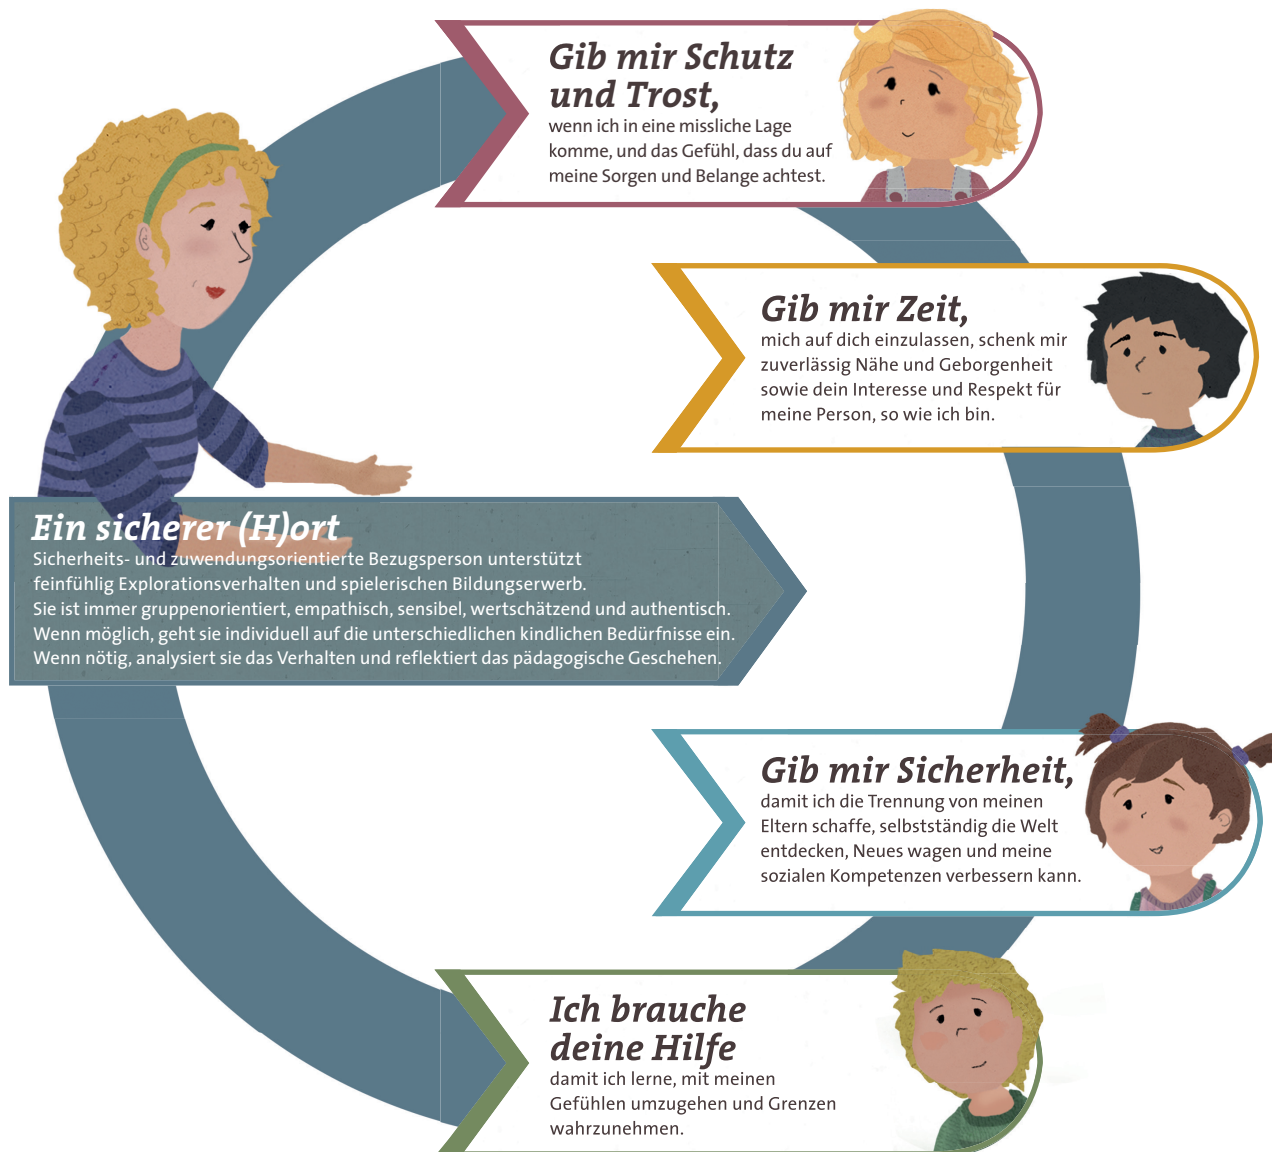 Gib mir Schutz
und Trost,
wenn ich in eine missliche Lage
komme, und das Gefühl, dass du auf
meine Sorgen und Belange achtest.
Gib mir Zeit,
mich auf dich einzulassen, schenk mir
zuverlässig Nähe und Geborgenheit
sowie dein Interesse und Respekt für
meine Person, so wie ich bin.
Ein sicherer (H)ort
Sicherheits- und zuwendungsorientierte Bezugsperson unterstützt
feinfühlig Explorationsverhalten und spielerischen Bildungserwerb.
Sie ist immer gruppenorientiert, empathisch, sensibel, wertschätzend und authentisch.
Wenn möglich, geht sie individuell auf die unterschiedlichen kindlichen Bedürfnisse ein.
Wenn nötig, analysiert sie das Verhalten und reflektiert das pädagogische Geschehen.
Gib mir Sicherheit,
damit ich die Trennung von meinen
Eltern schaffe, selbstständig die Welt
entdecken, Neues wagen und meine
sozialen Kompetenzen verbessern kann.
Ich brauche
deine Hilfe
damit ich lerne, mit meinen
Gefühlen umzugehen und Grenzen
wahrzunehmen.